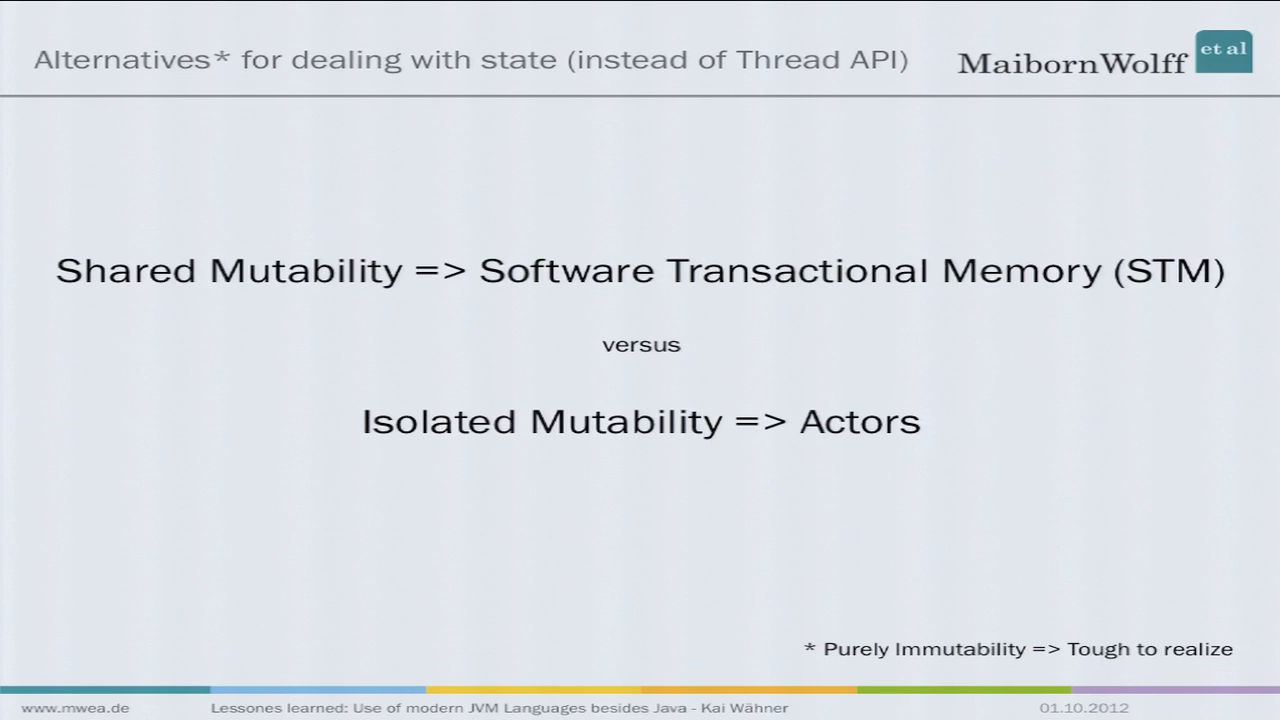 Alternatives* for dealing with state (instead of Thread API)
MaibornWolff et al
Shared Mutability => Software Transactional Memory (STM)
versus
Isolated Mutability => Actors
* Purely Immutability => Tough to realize
www.mwea.de
Lessones learned: Use of modern JVM Languages besides Java - Kai Wähner
01.10.2012